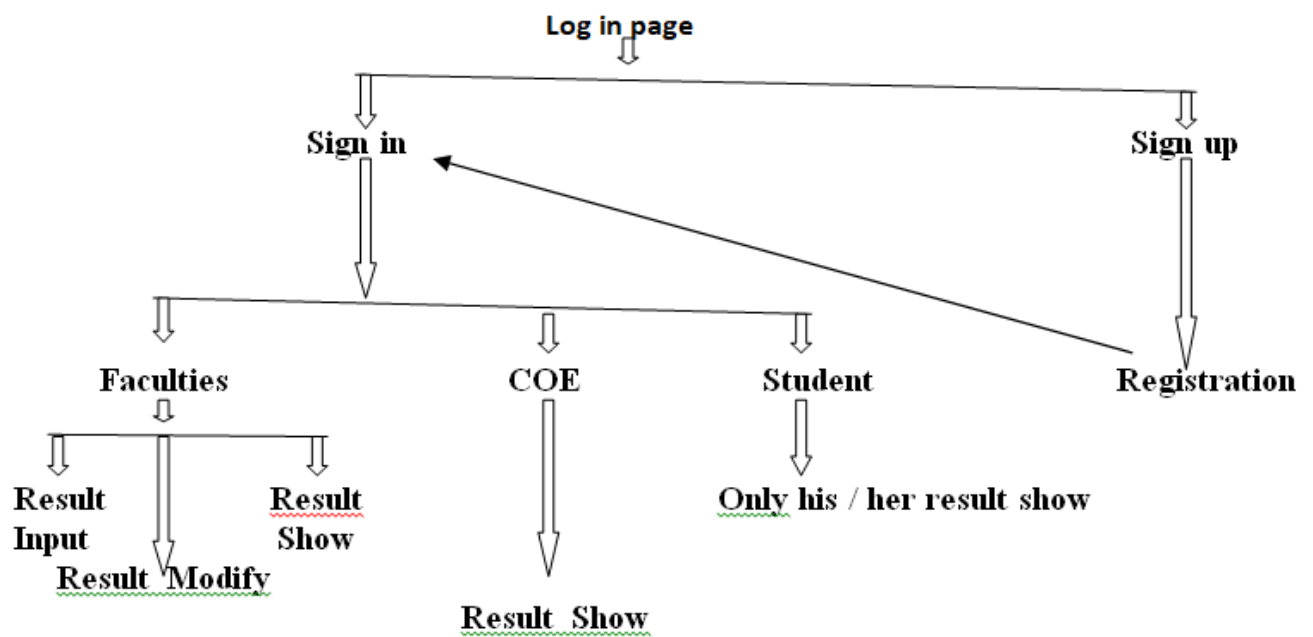 Log in page
Sign in
Sign up
Faculties
COE
Student
Registration
Result
Input
Result
Show
Only his / her result show
Result Modify
Result Show